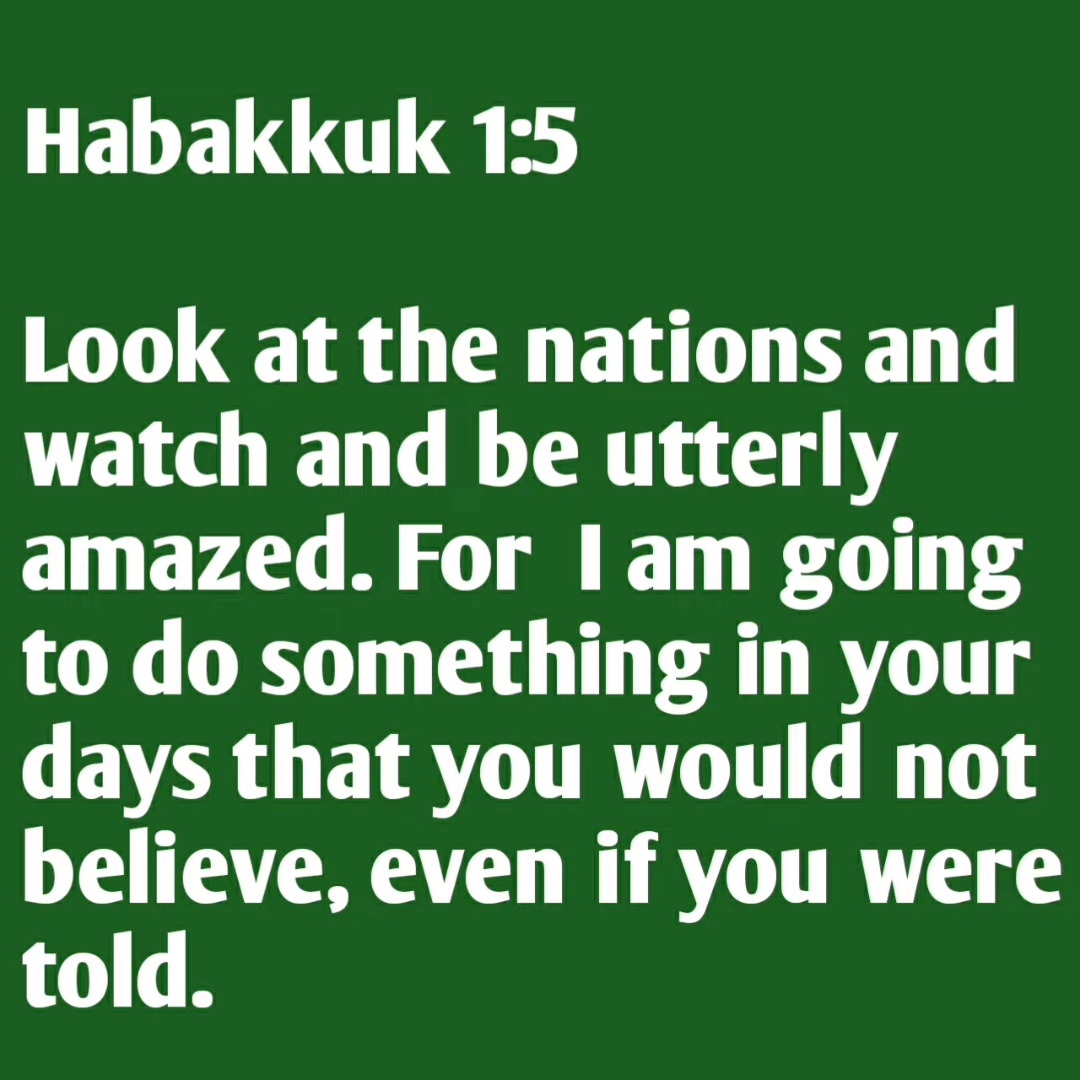 Habakkuk 1:5
Look at the nations and
watch and be utterly
amazed. For I am going
to do something in your
days that you would not
believe, even if you were
told.